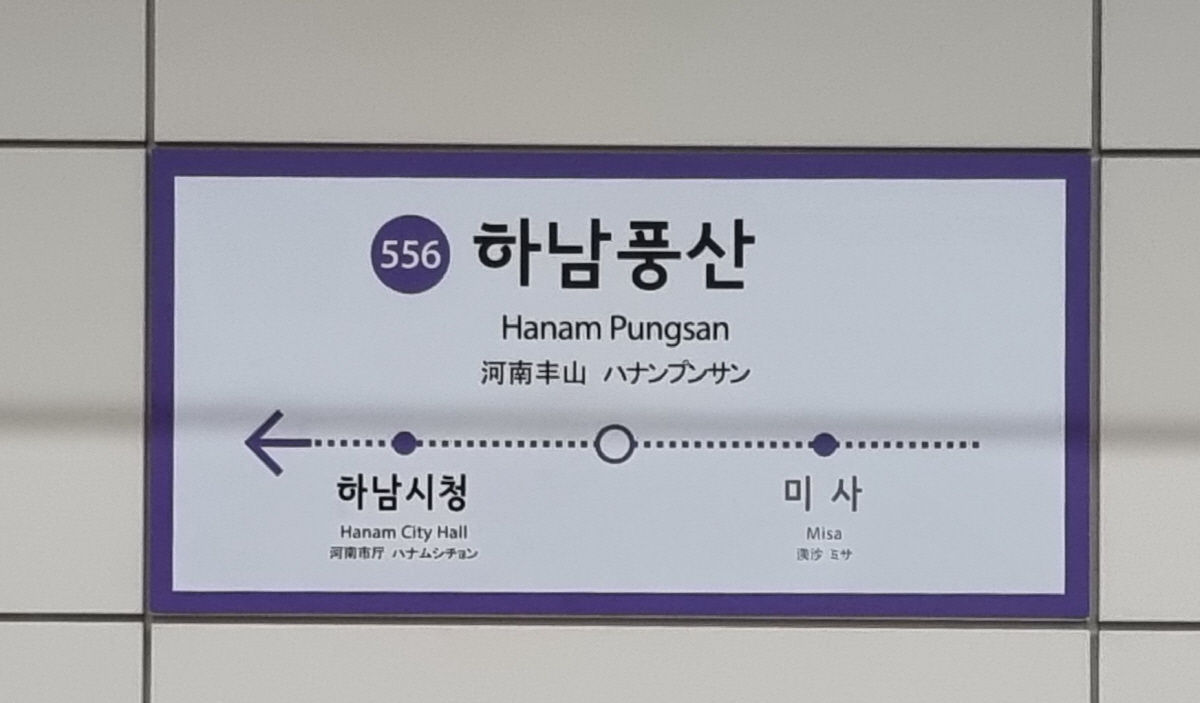 556 하남풍산
Hanam Pungsan
河南丰山 ハナンプンサン
하남시청
Hanam City Hall
河南市厅 ハナムシチョン
미 사
Misa
渼沙 ミサ